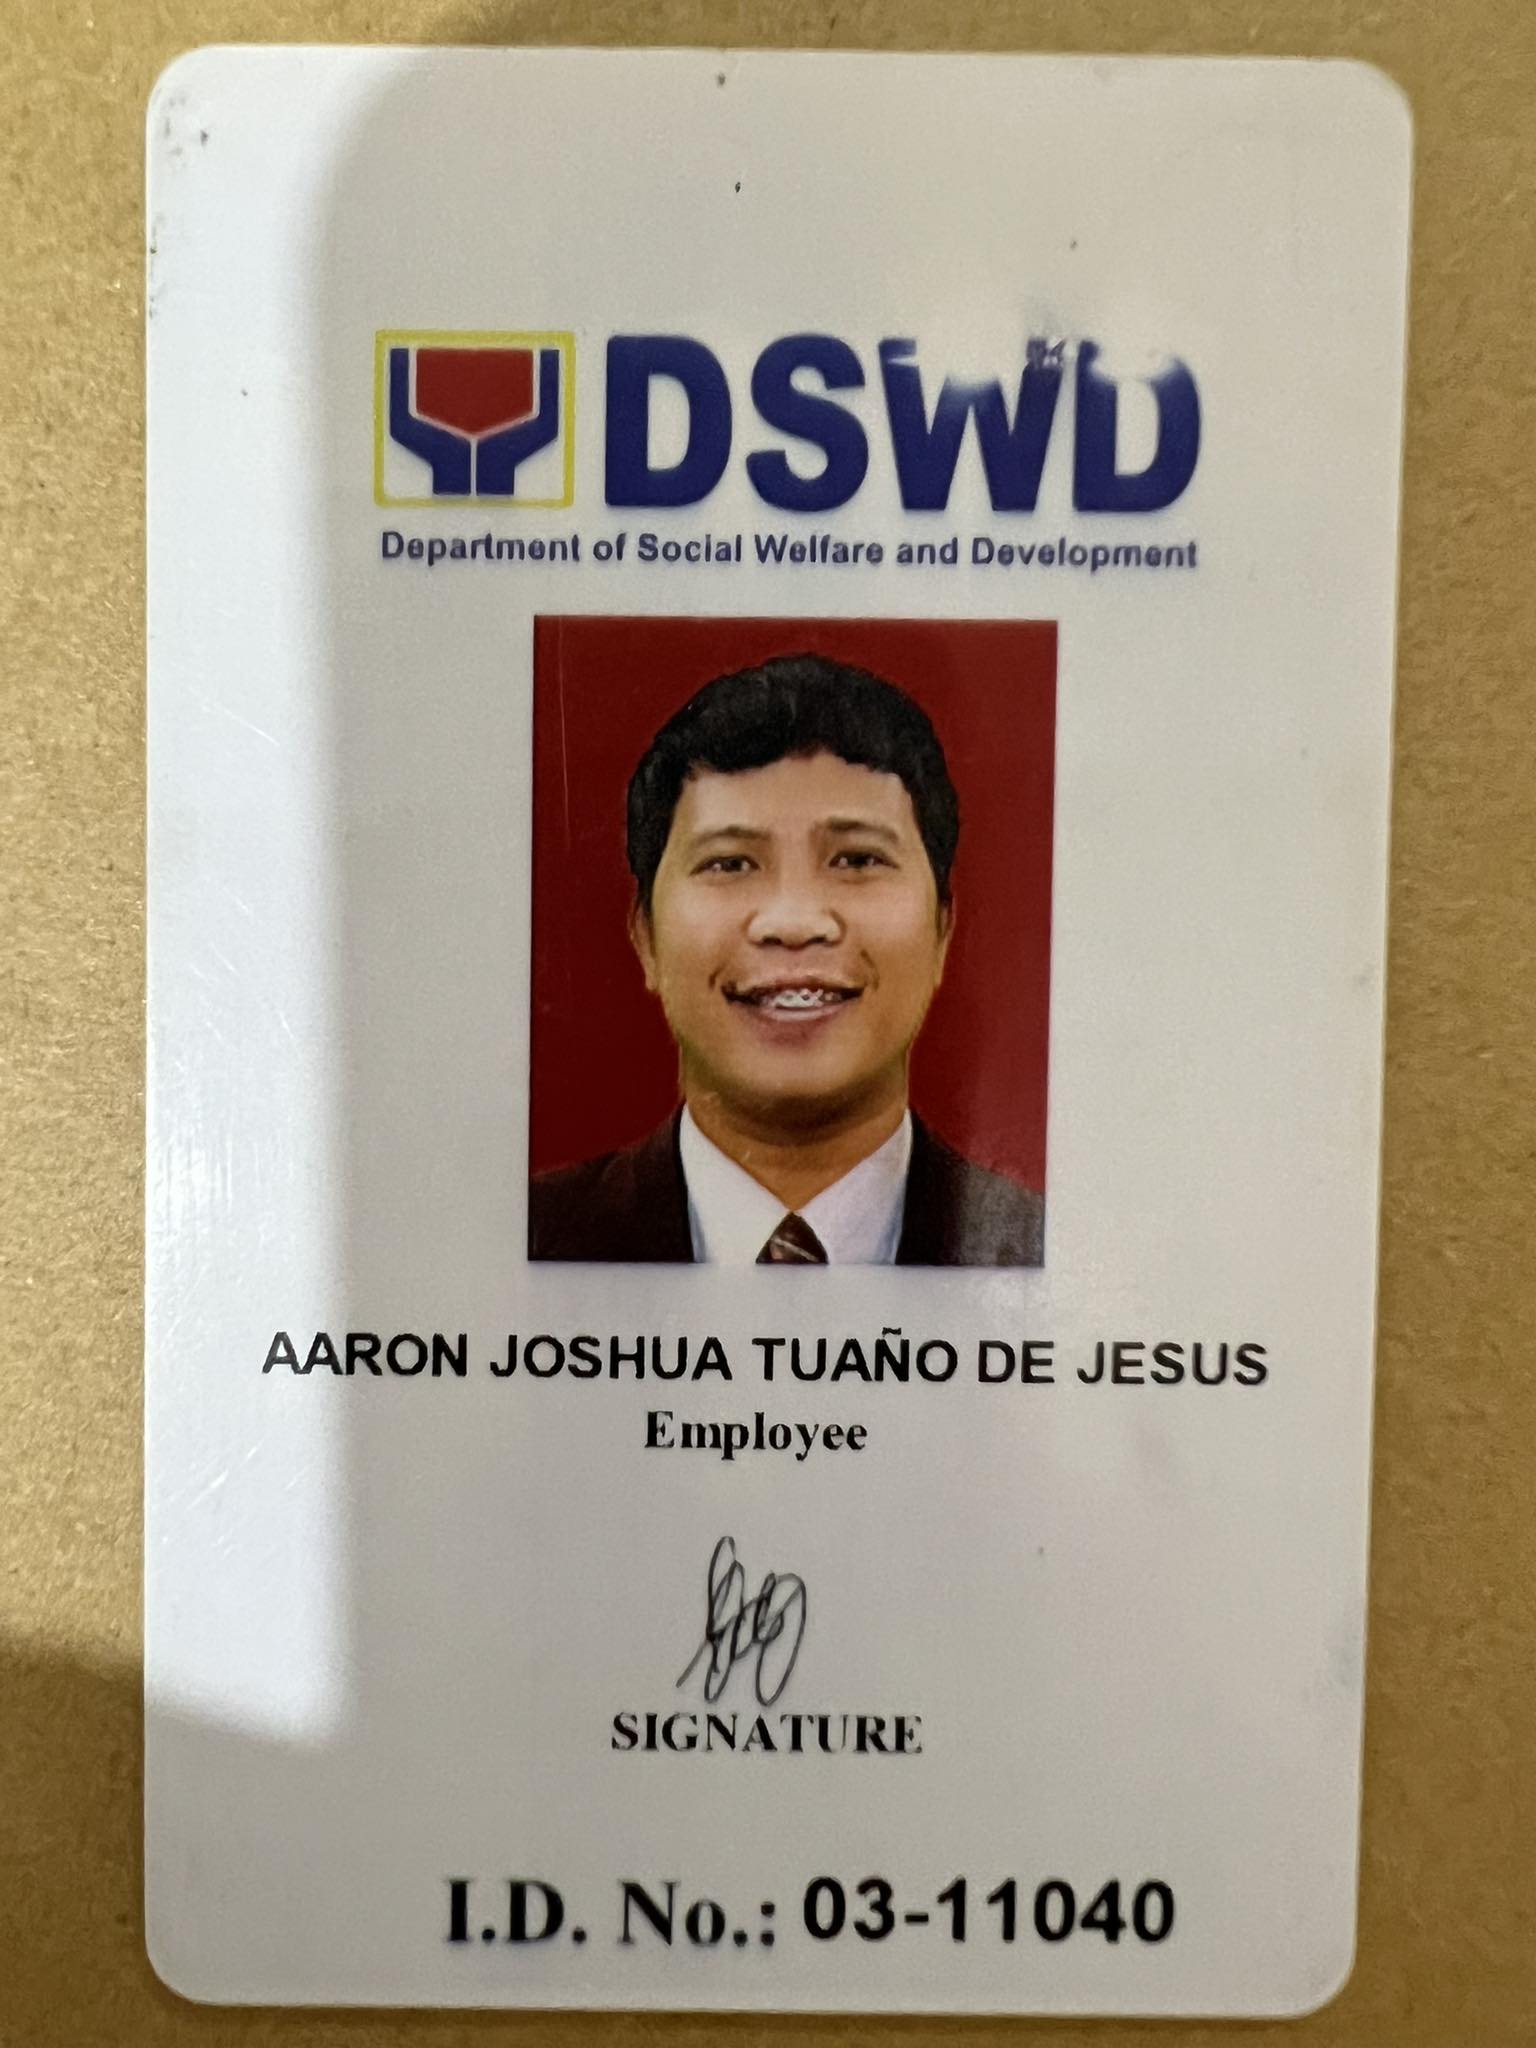 DSWD
Department of Social Welfare and Development
AARON JOSHUA TUAÑO DE JESUS
Employee
SIGNATURE
I.D. No.: 03-11040